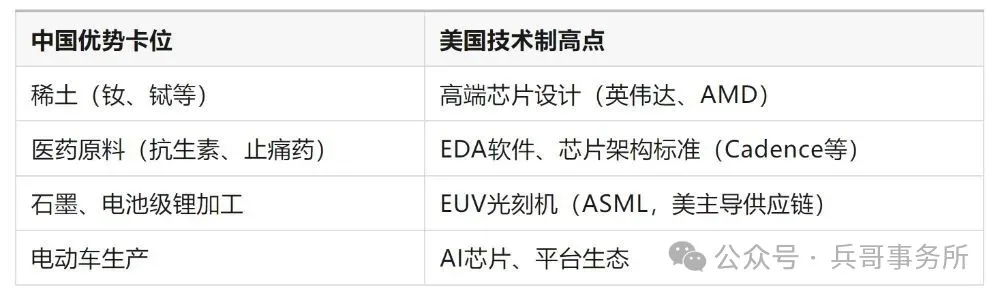 中国优势卡位 美国技术制高点
稀土（钕、铽等） 高端芯片设计（英伟达、AMD）
医药原料（抗生素、止痛药） EDA软件、芯片架构标准（Cadence等）
石墨、电池级锂加工 EUV光刻机（ASML，美主导供应链）
电动车生产 AI芯片、平台生态
公众号 · 兵哥事务所